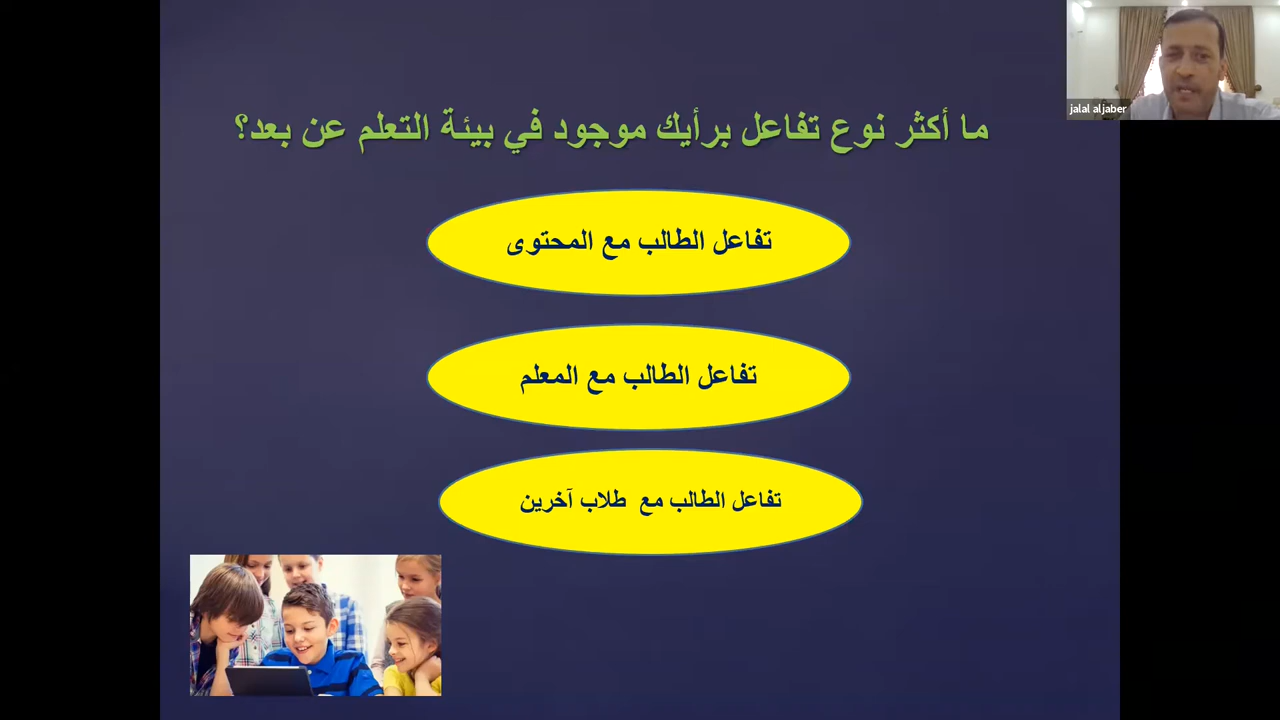 jalal aljaber
ما أكثر نوع تفاعل برأيك موجود في بيئة التعلم عن بعد؟
تفاعل الطالب مع المحتوى
تفاعل الطالب مع المعلم
تفاعل الطالب مع طلاب آخرين